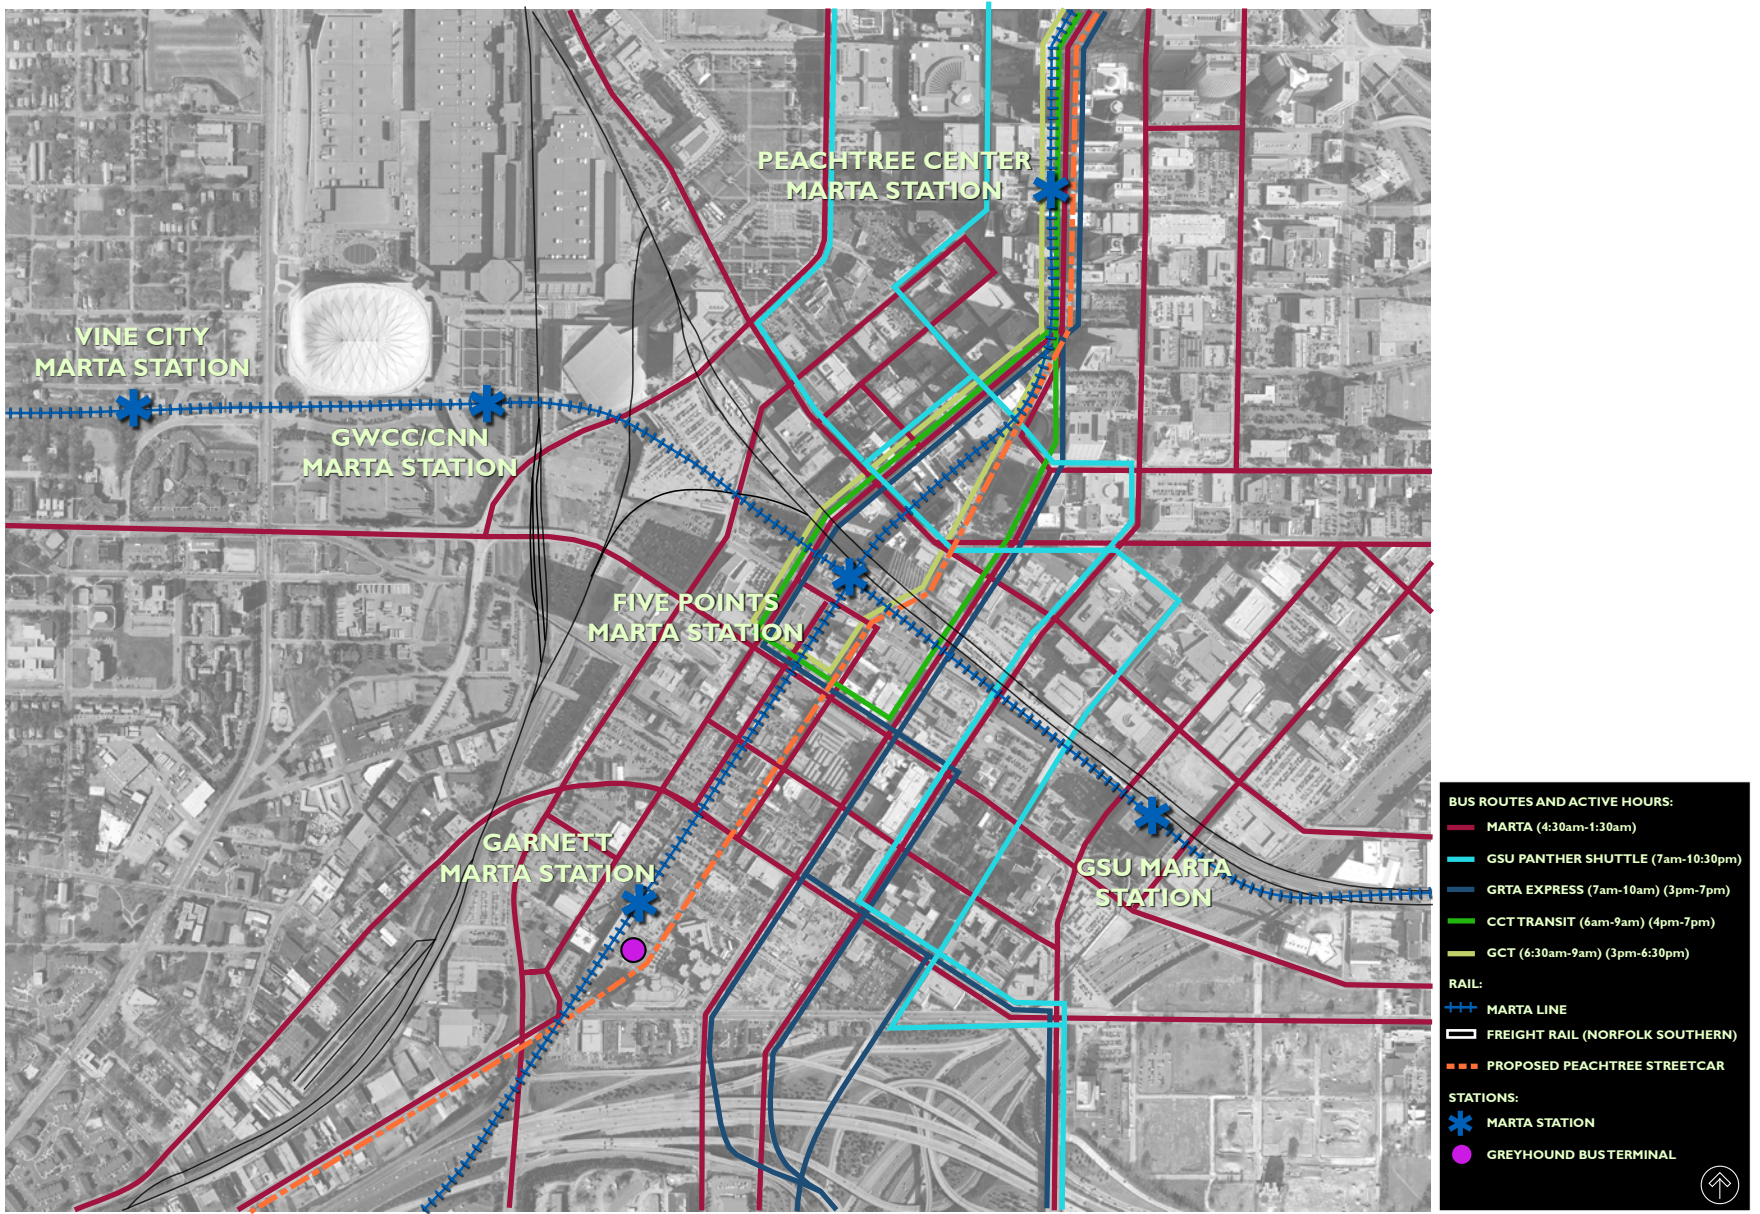 PEACHTREE CENTER
MARTA STATION
VINE CITY
MARTA STATION
GWCC/CNN
MARTA STATION
FIVE POINTS
MARTA STATION
GARNETT
MARTA STATION
GSU MARTA
STATION
BUS ROUTES AND ACTIVE HOURS:
MARTA (4:30am-1:30am)
GSU PANTHER SHUTTLE (7am-10:30pm)
GRTA EXPRESS (7am-10am) (3pm-7pm)
CCT TRANSIT (6am-9am) (4pm-7pm)
GCT (6:30am-9am) (3pm-6:30pm)
RAIL:
MARTA LINE
FREIGHT RAIL (NORFOLK SOUTHERN)
PROPOSED PEACHTREE STREETCAR
STATIONS:
MARTA STATION
GREYHOUND BUS TERMINAL